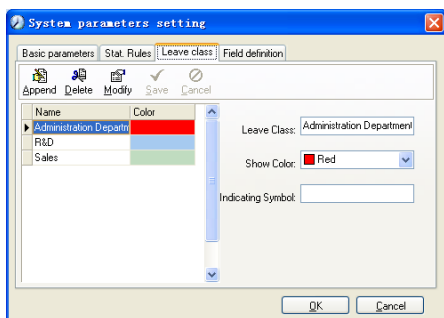 System parameters setting
Basic parameters Stat. Rules Leave class Field definition
Append Delete Modify Save Cancel
Name Color
Administration Departm
R&D
Sales
Leave Class: Administration Department
Show Color: Red
Indicating Symbol:
OK Cancel